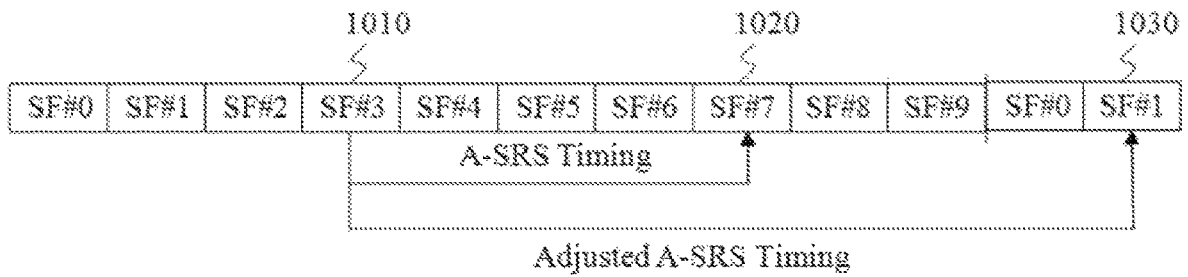 1010 1020 1030
SF#0 SF#1 SF#2 SF#3 SF#4 SF#5 SF#6 SF#7 SF#8 SF#9 SF#0 SF#1
A-SRS Timing
Adjusted A-SRS Timing